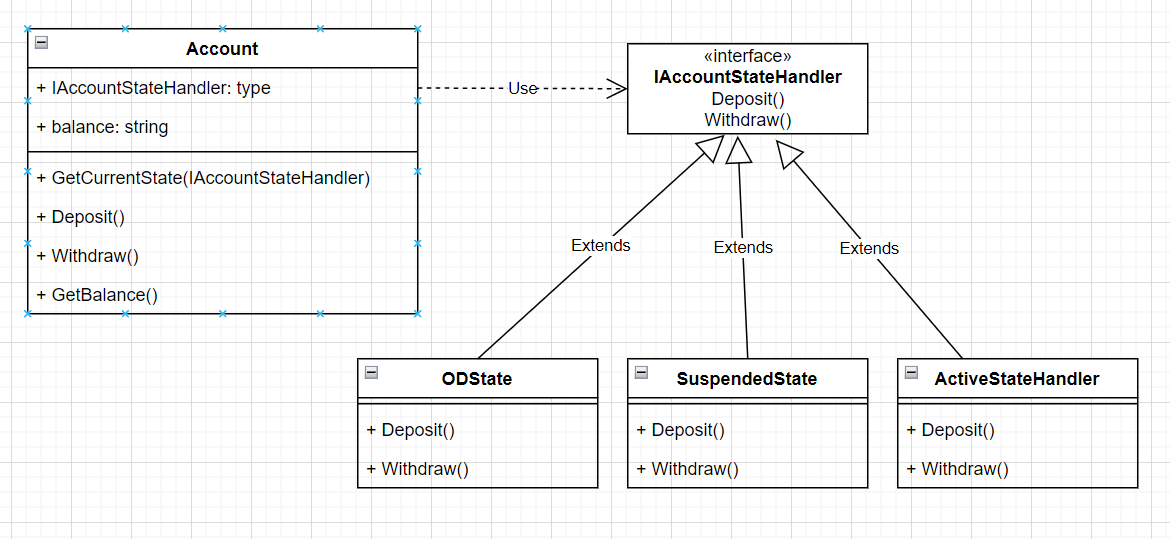 Account
+ IAccountStateHandler: type
+ balance: string
+ GetCurrentState(IAccountStateHandler)
+ Deposit()
+ Withdraw()
+ GetBalance()
Use
«interface»
IAccountStateHandler
Deposit()
Withdraw()
Extends
Extends
Extends
ODState
+ Deposit()
+ Withdraw()
SuspendedState
+ Deposit()
+ Withdraw()
ActiveStateHandler
+ Deposit()
+ Withdraw()